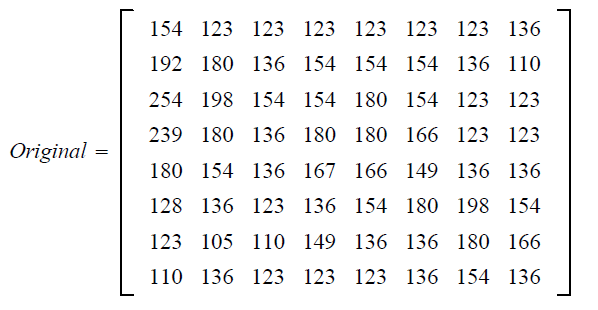 154 123 123 123 123 123 123 136
192 180 136 154 154 154 136 110
254 198 154 154 180 154 123 123
239 180 136 180 180 166 123 123
Original =
180 154 136 167 166 149 136 136
128 136 123 136 154 180 198 154
123 105 110 149 136 136 180 166
110 136 123 123 123 136 154 136